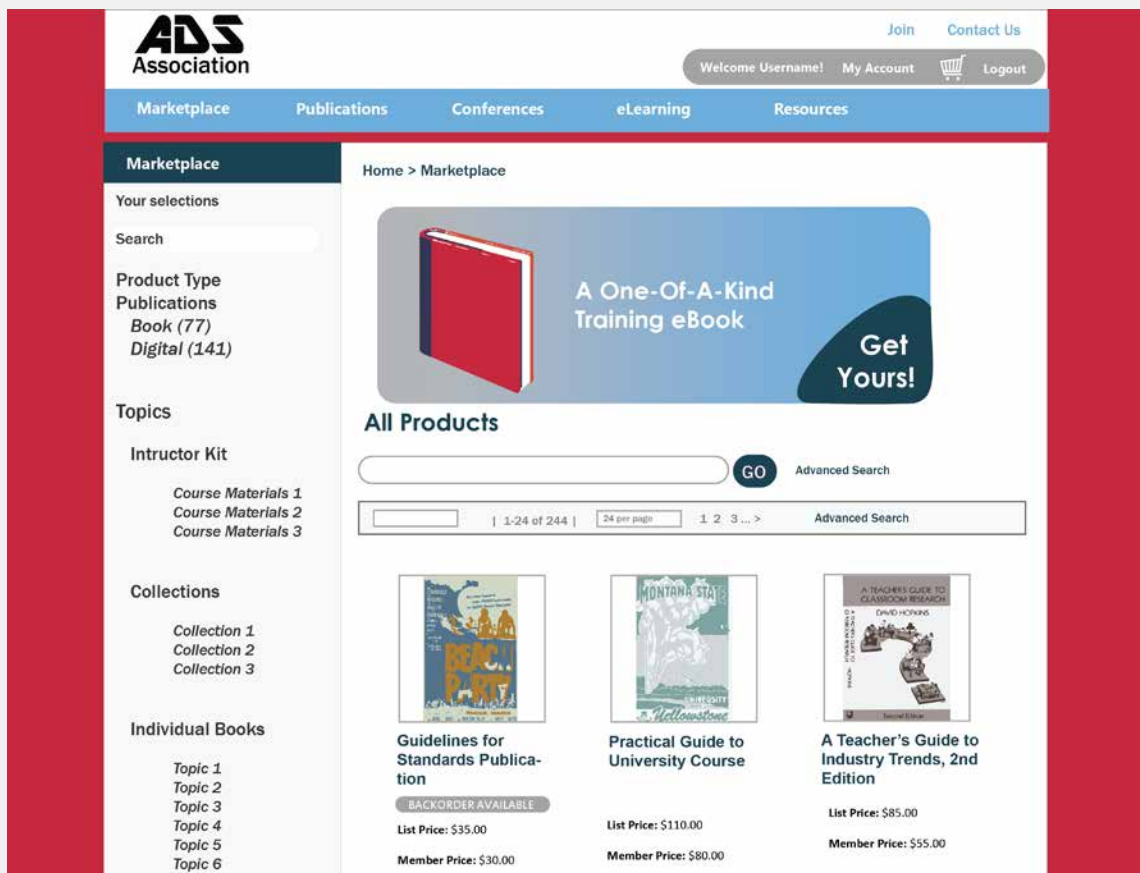 ADS
Association
Join Contact Us
Welcome Username! My Account Logout
Marketplace Publications Conferences eLearning Resources
Marketplace
Your selections
Search
Product Type
Publications
Book (77)
Digital (141)
Topics
Intructor Kit
Course Materials 1
Course Materials 2
Course Materials 3
Collections
Collection 1
Collection 2
Collection 3
Individual Books
Topic 1
Topic 2
Topic 3
Topic 4
Topic 5
Topic 6
Home > Marketplace
A One-Of-A-Kind
Training eBook
Get
Yours!
All Products
GO Advanced Search
| 1-24 of 244 | 24 per page 1 2 3 ... > Advanced Search
BEACH
PARTY
Guidelines for
Standards Publica-
tion
BACKORDER AVAILABLE
List Price: $35.00
Member Price: $30.00
MONTANA STATE
UNIVERSITY
Yellowstone
Practical Guide to
University Course
List Price: $110.00
Member Price: $80.00
A TEACHER'S GUIDE TO
CLASSROOM RESEARCH
DAVID HOPKINS
Second Edition
A Teacher's Guide to
Industry Trends, 2nd
Edition
List Price: $85.00
Member Price: $55.00